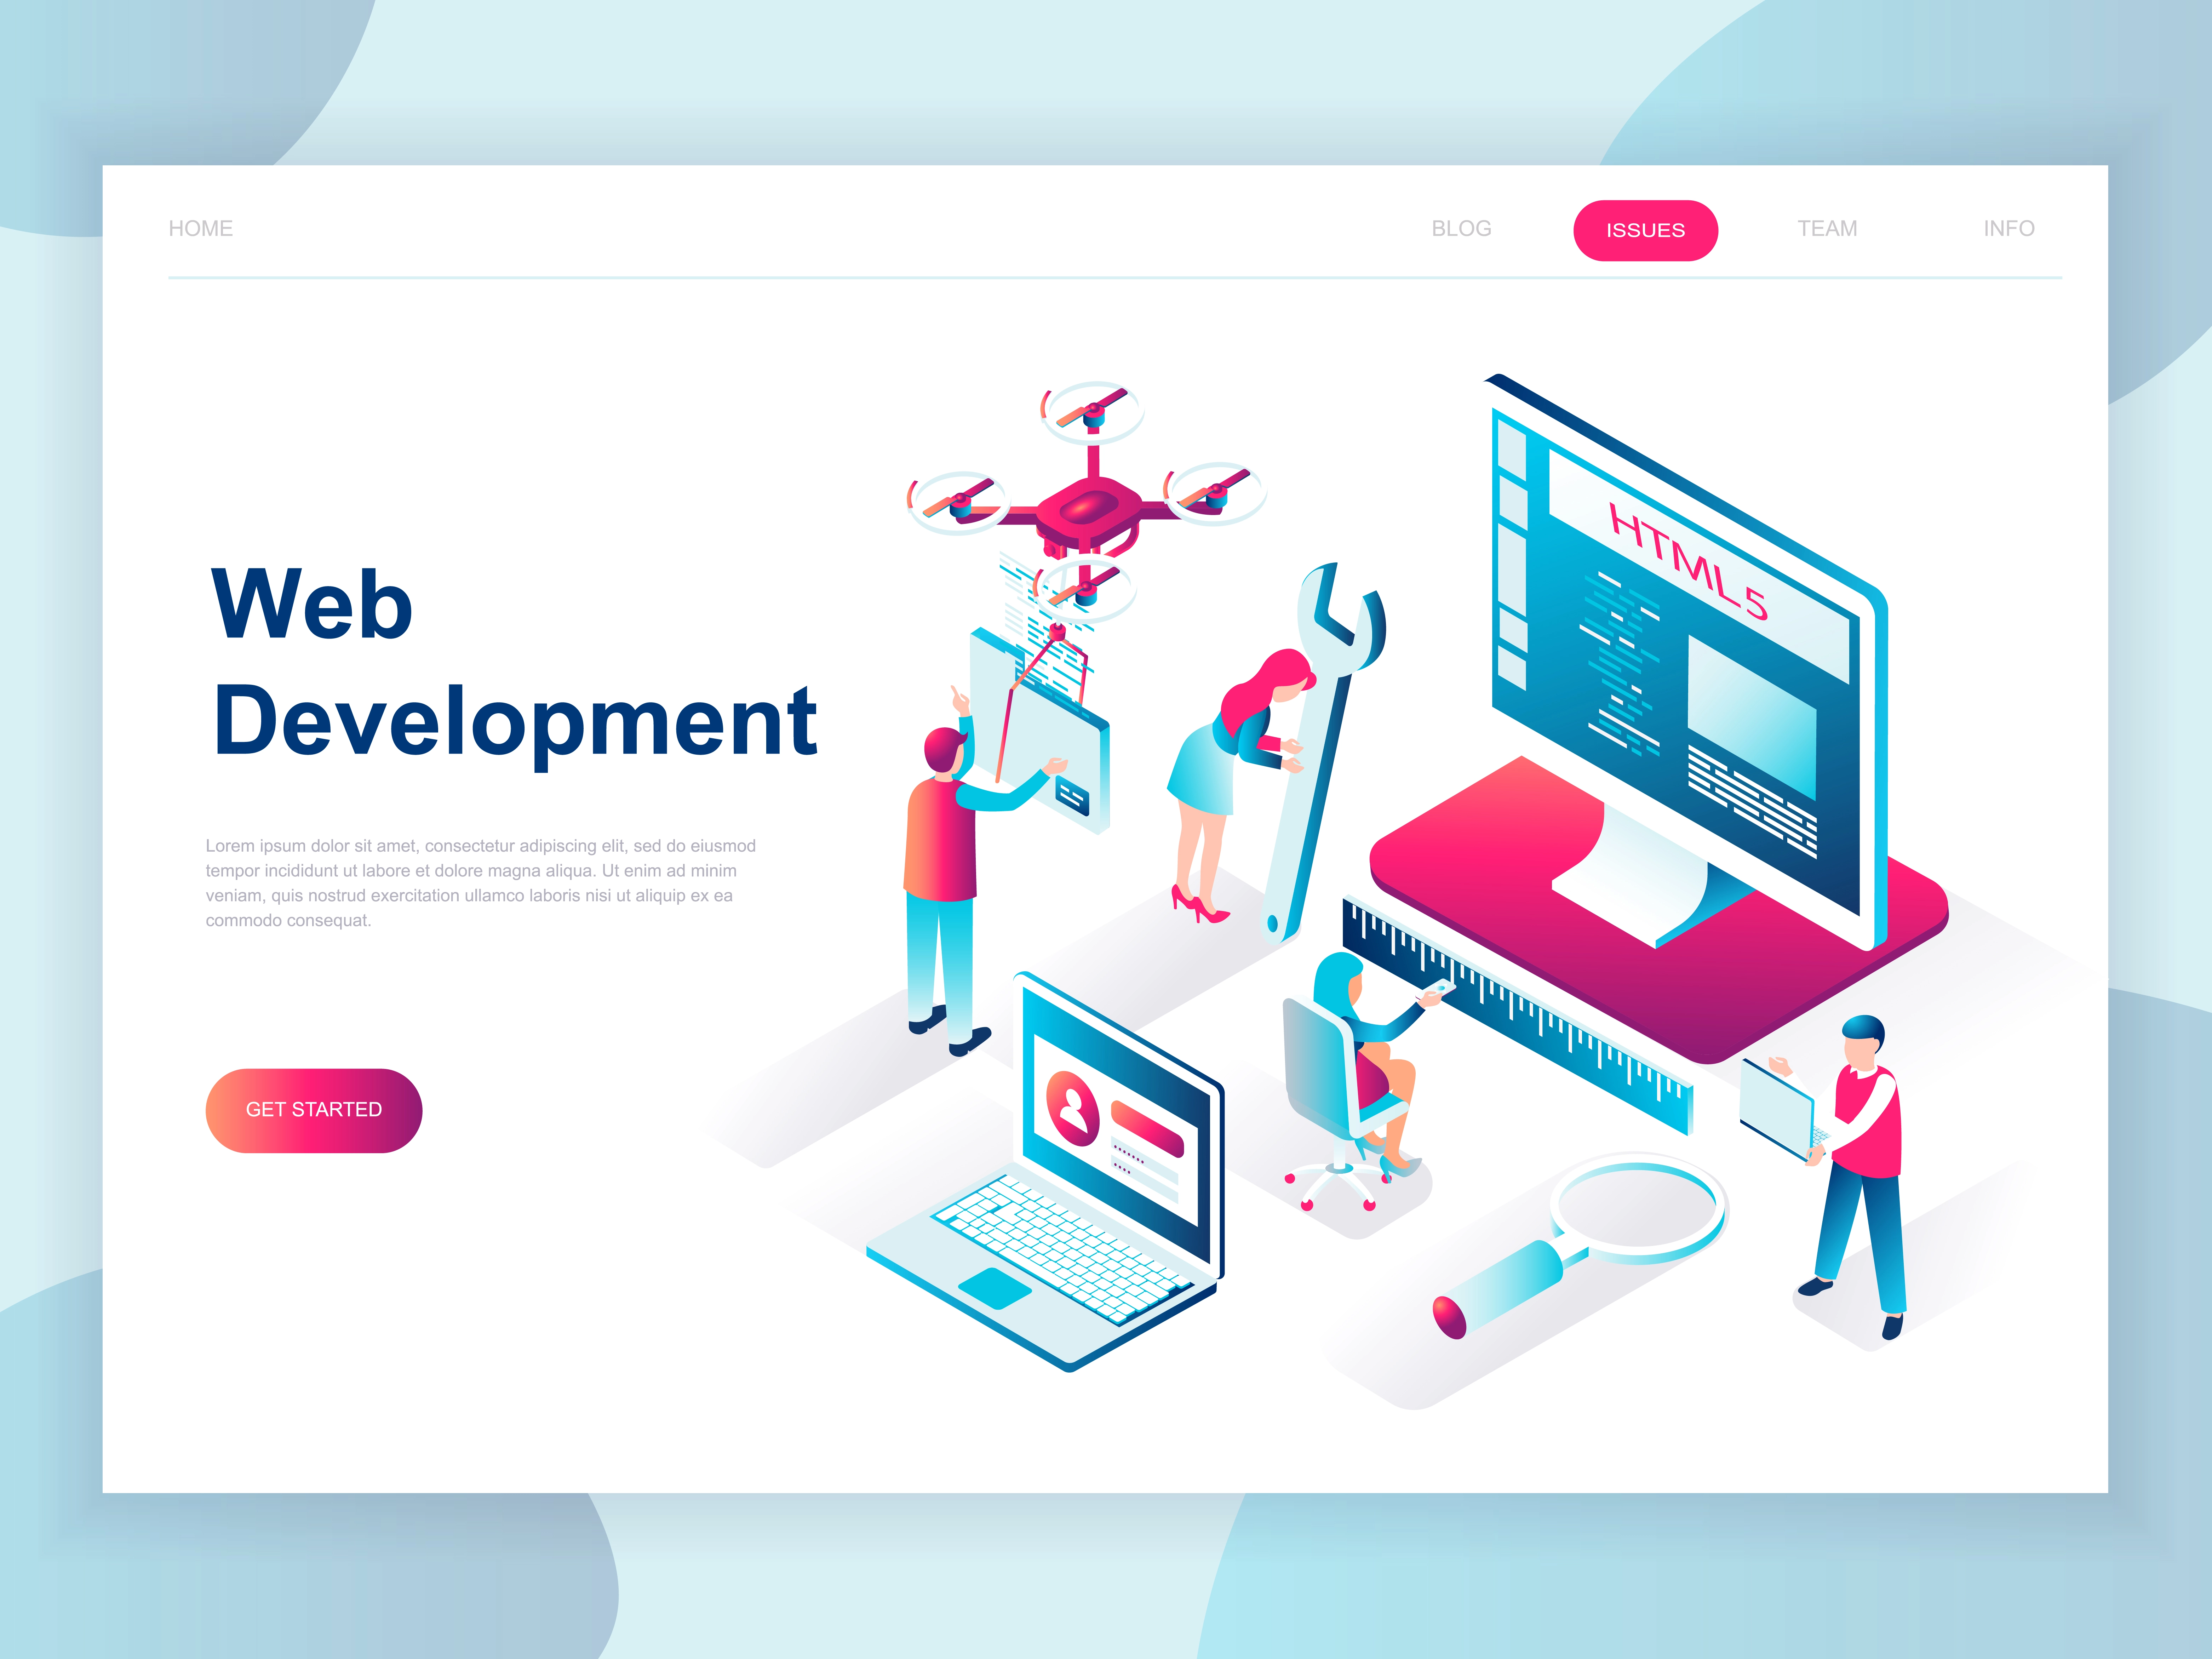 HOME
BLOG
ISSUES
TEAM
INFO
HTML5
Web
Development
Lorem ipsum dolor sit amet, consectetur adipiscing elit, sed do eiusmod
tempor incididunt ut labore et dolore magna aliqua. Ut enim ad minim
veniam, quis nostrud exercitation ullamco laboris nisi ut aliquip ex ea
commodo consequat.
GET STARTED